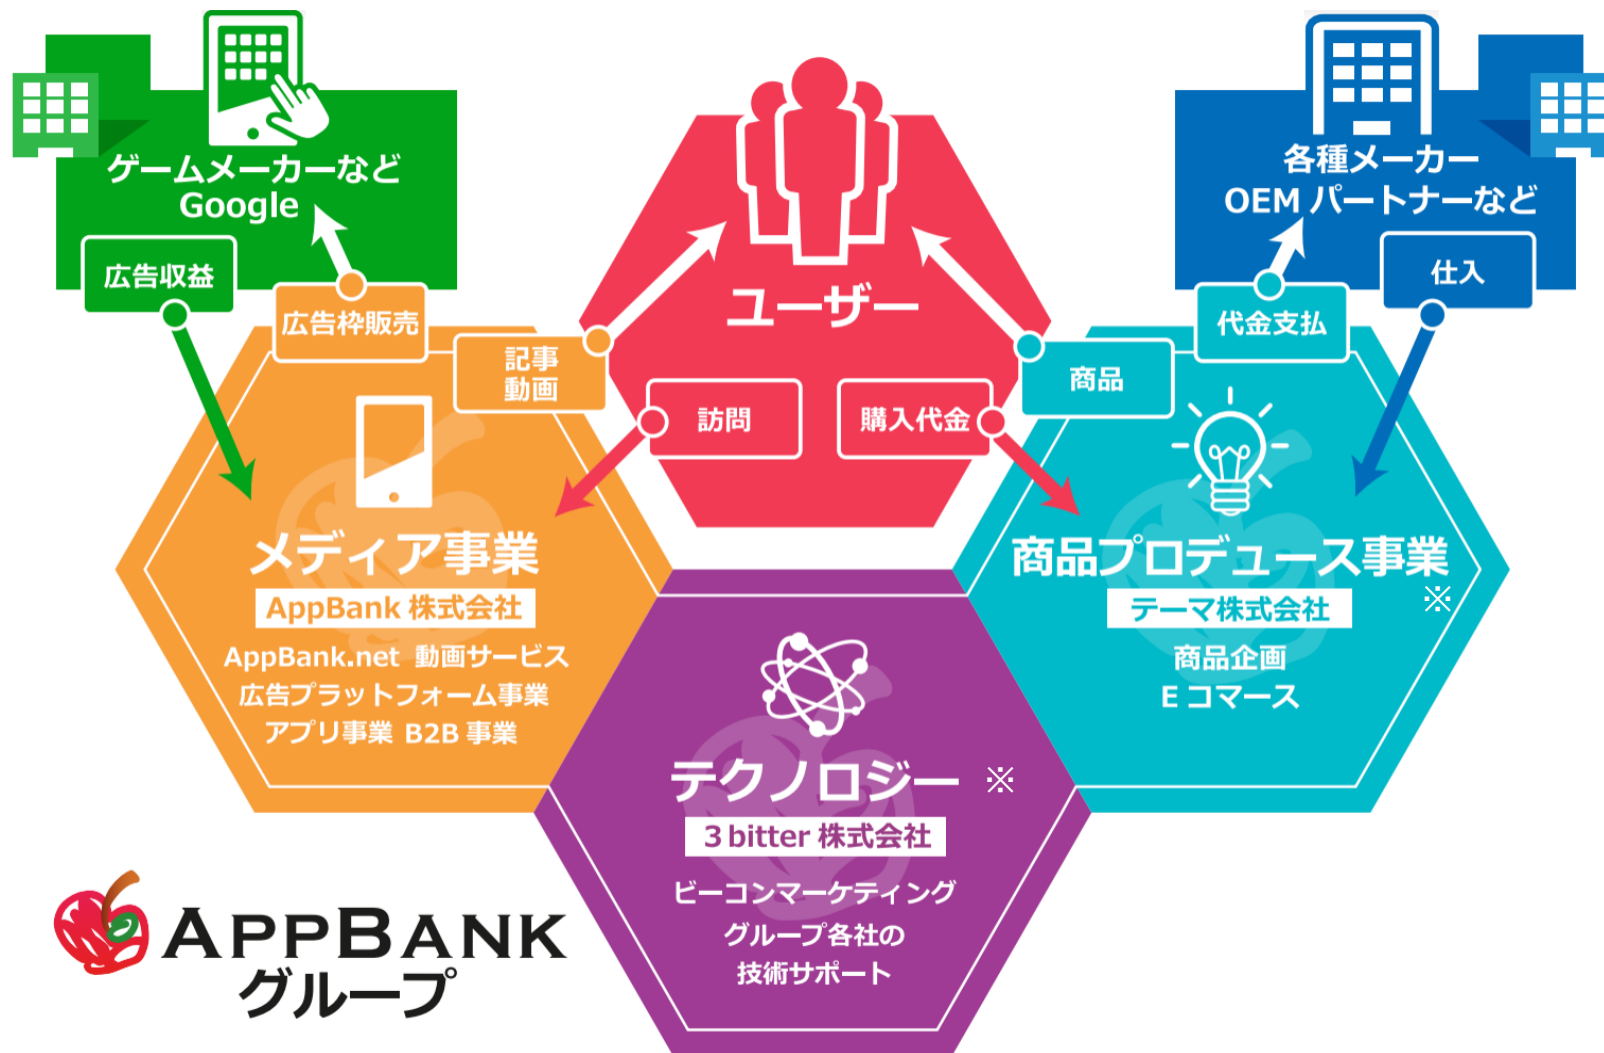 ゲームメーカーなど
Google
広告収益
広告枠販売
記事
動画
ユーザー
訪問
購入代金
各種メーカー
OEM パートナーなど
商品
代金支払
仕入
メディア事業
AppBank 株式会社
AppBank.net 動画サービス
広告プラットフォーム事業
アプリ事業 B2B 事業
商品プロデュース事業
※
テーマ株式会社
商品企画
E コマース
テクノロジー ※
3 bitter 株式会社
ビーコンマーケティング
グループ各社の
技術サポート
APPBANK
グループ